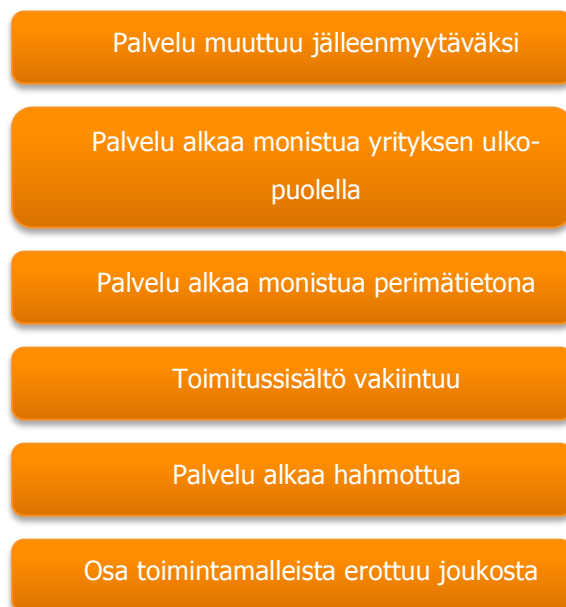 Palvelu muuttuu jälleenmyytäväksi
Palvelu alkaa monistua yrityksen ulko-
puolella
Palvelu alkaa monistua perimätietona
Toimitussisältö vakiintuu
Palvelu alkaa hahmottua
Osa toimintamalleista erottuu joukosta